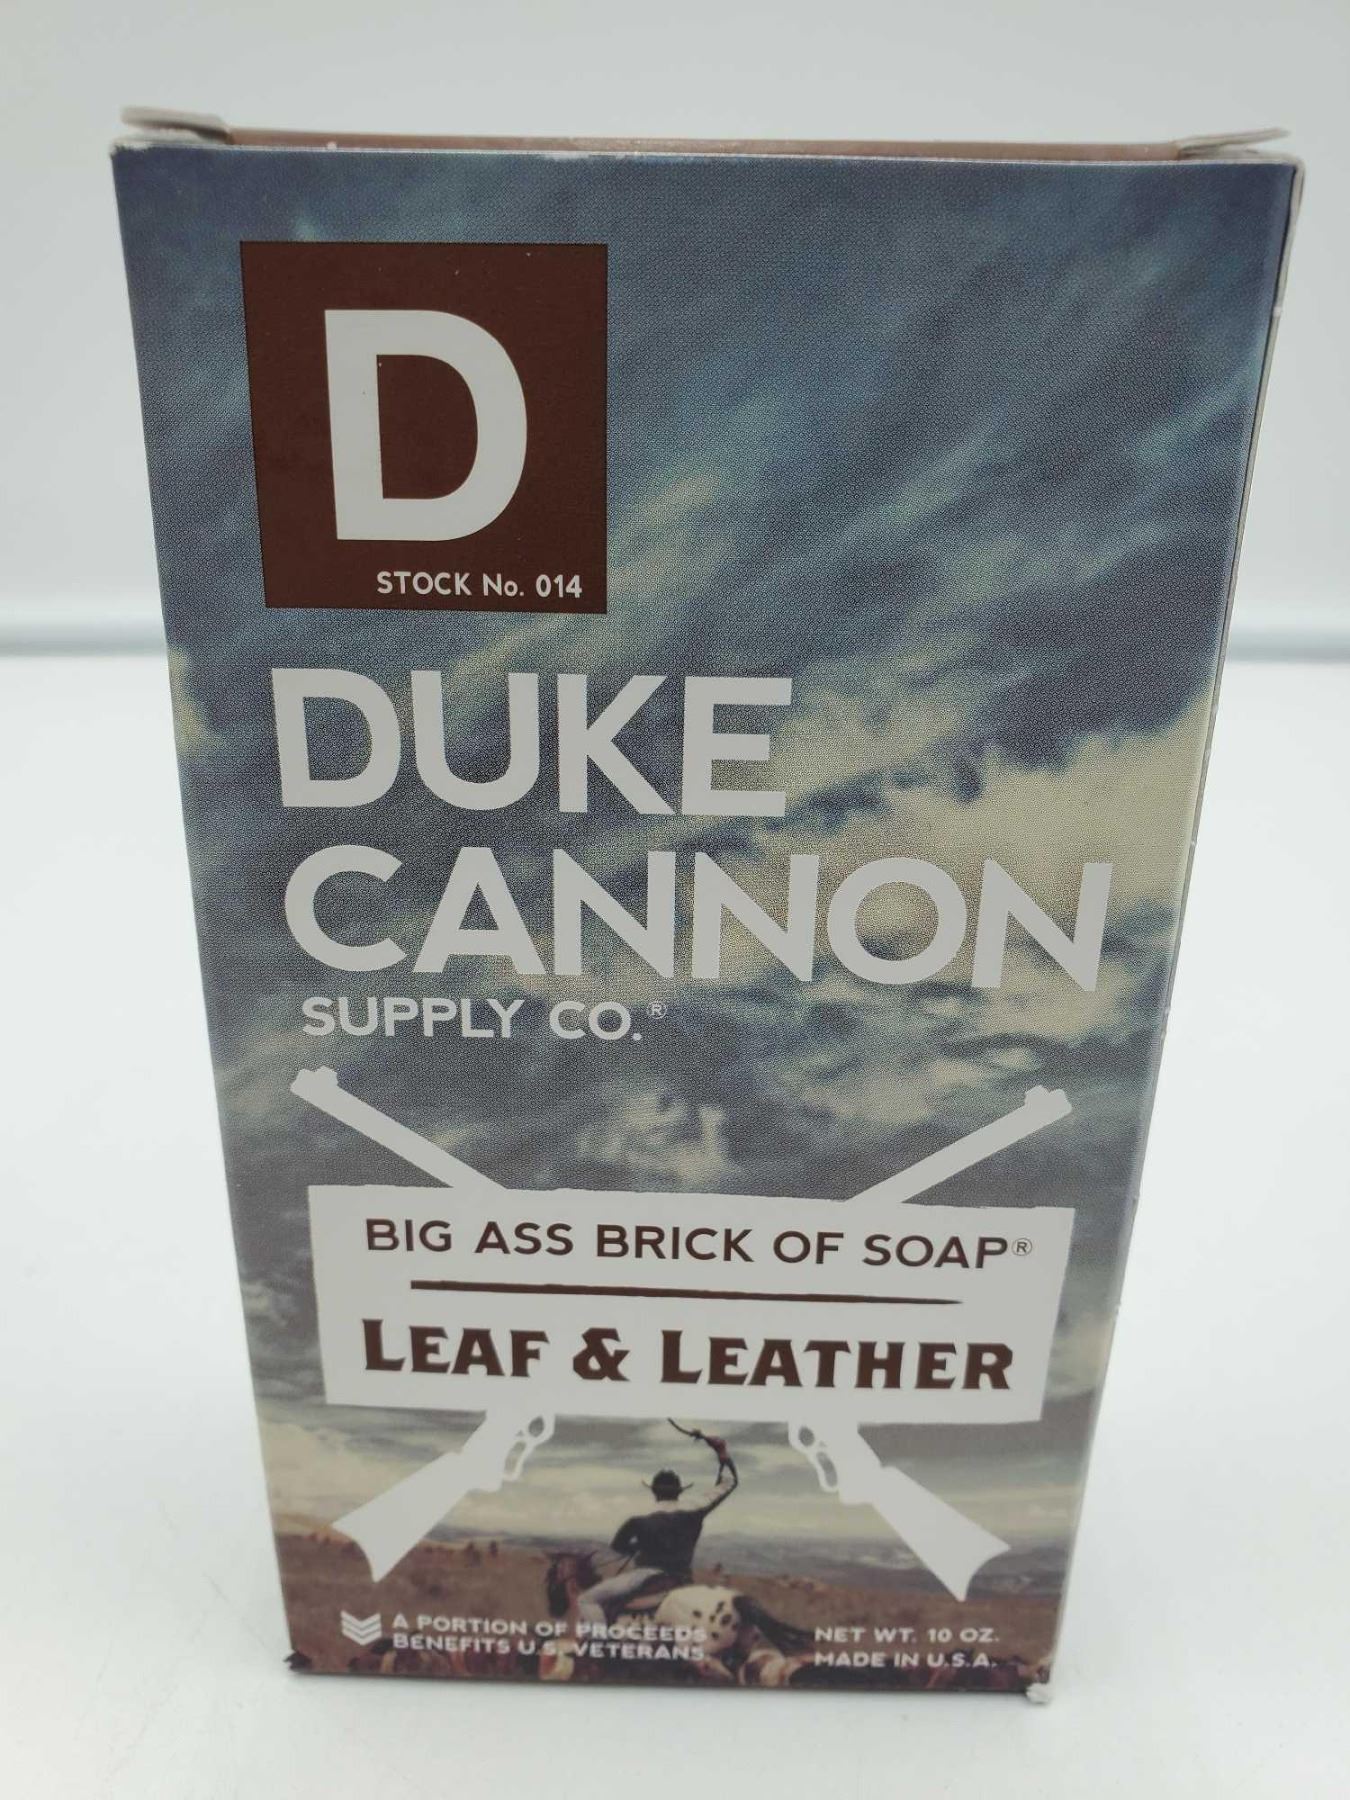 D
STOCK No. 014
DUKE
CANNON
SUPPLY CO.®
BIG ASS BRICK OF SOAP®
LEAF & LEATHER
A PORTION OF PROCEEDS
BENEFITS U.S. VETERANS.
NET WT. 10 OZ.
MADE IN U.S.A.